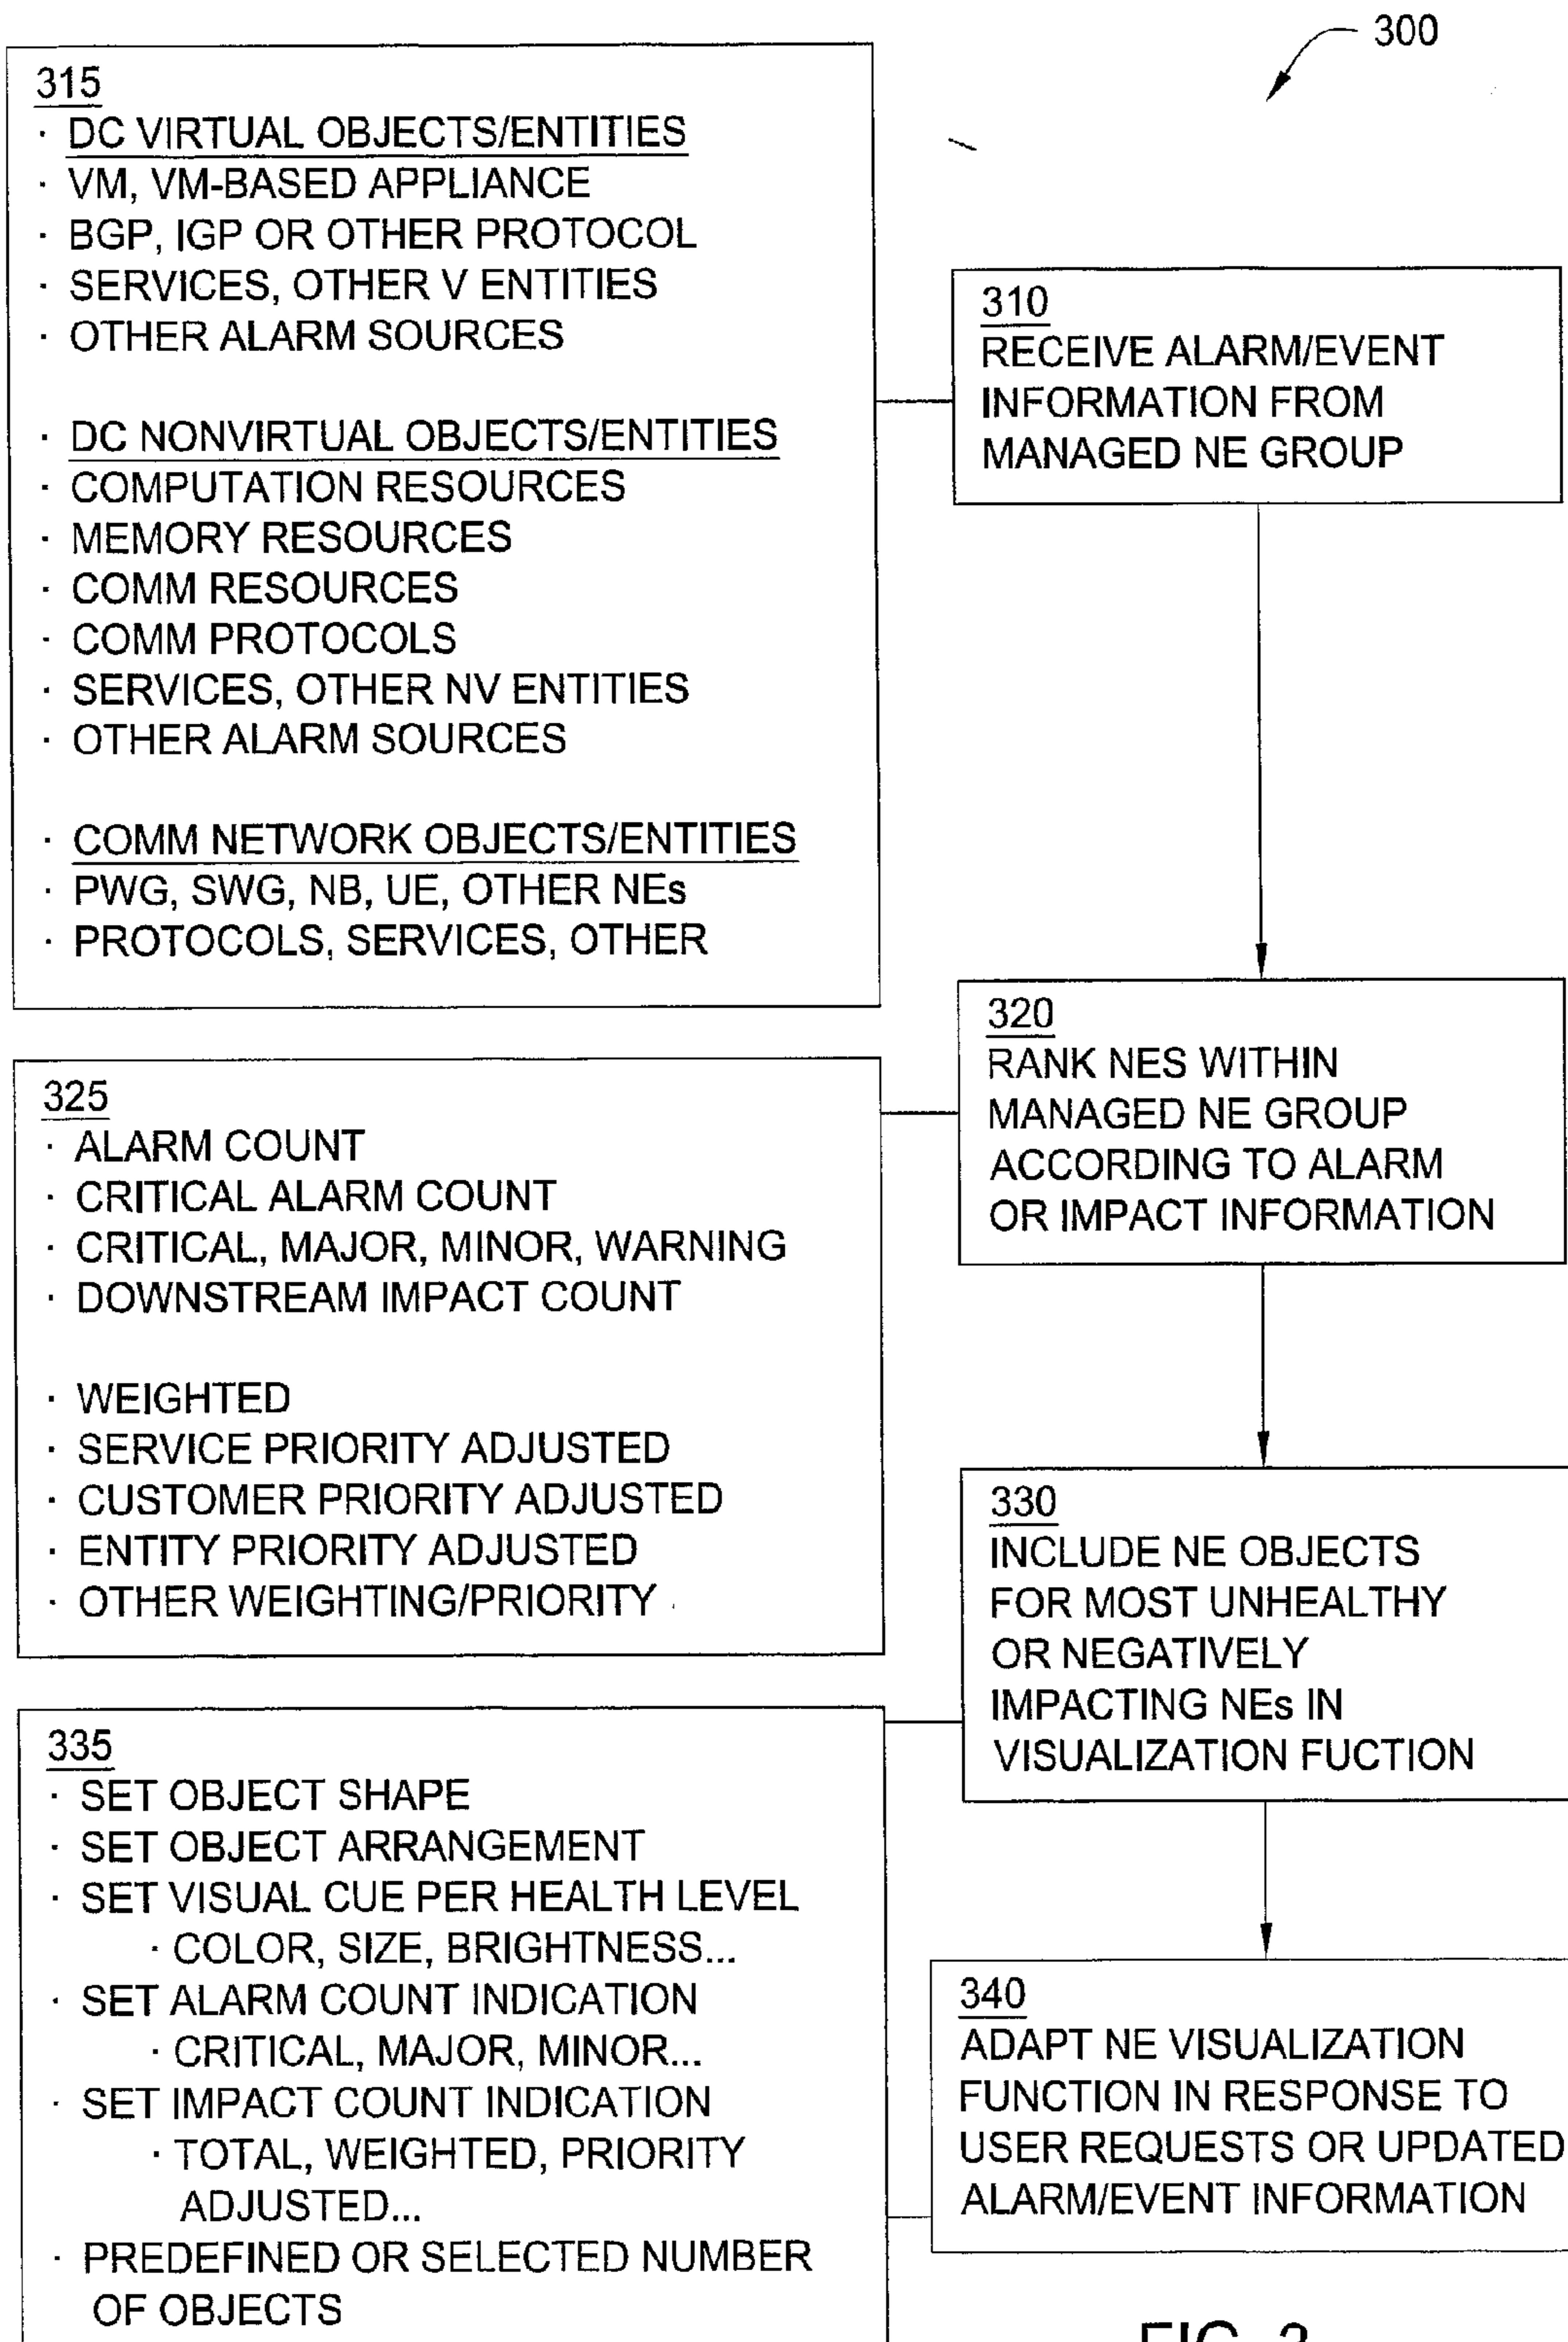 300
315
· DC VIRTUAL OBJECTS/ENTITIES
· VM, VM-BASED APPLIANCE
· BGP, IGP OR OTHER PROTOCOL
· SERVICES, OTHER V ENTITIES
· OTHER ALARM SOURCES
· DC NONVIRTUAL OBJECTS/ENTITIES
· COMPUTATION RESOURCES
· MEMORY RESOURCES
· COMM RESOURCES
· COMM PROTOCOLS
· SERVICES, OTHER NV ENTITIES
· OTHER ALARM SOURCES
· COMM NETWORK OBJECTS/ENTITIES
· PWG, SWG, NB, UE, OTHER NEs
· PROTOCOLS, SERVICES, OTHER
310
RECEIVE ALARM/EVENT
INFORMATION FROM
MANAGED NE GROUP
320
RANK NES WITHIN
MANAGED NE GROUP
ACCORDING TO ALARM
OR IMPACT INFORMATION
325
· ALARM COUNT
· CRITICAL ALARM COUNT
· CRITICAL, MAJOR, MINOR, WARNING
· DOWNSTREAM IMPACT COUNT
· WEIGHTED
· SERVICE PRIORITY ADJUSTED
· CUSTOMER PRIORITY ADJUSTED
· ENTITY PRIORITY ADJUSTED
· OTHER WEIGHTING/PRIORITY
330
INCLUDE NE OBJECTS
FOR MOST UNHEALTHY
OR NEGATIVELY
IMPACTING NEs IN
VISUALIZATION FUCTION
335
· SET OBJECT SHAPE
· SET OBJECT ARRANGEMENT
· SET VISUAL CUE PER HEALTH LEVEL
· COLOR, SIZE, BRIGHTNESS...
· SET ALARM COUNT INDICATION
· CRITICAL, MAJOR, MINOR...
· SET IMPACT COUNT INDICATION
· TOTAL, WEIGHTED, PRIORITY
ADJUSTED...
· PREDEFINED OR SELECTED NUMBER
OF OBJECTS
340
ADAPT NE VISUALIZATION
FUNCTION IN RESPONSE TO
USER REQUESTS OR UPDATED
ALARM/EVENT INFORMATION
FIG.